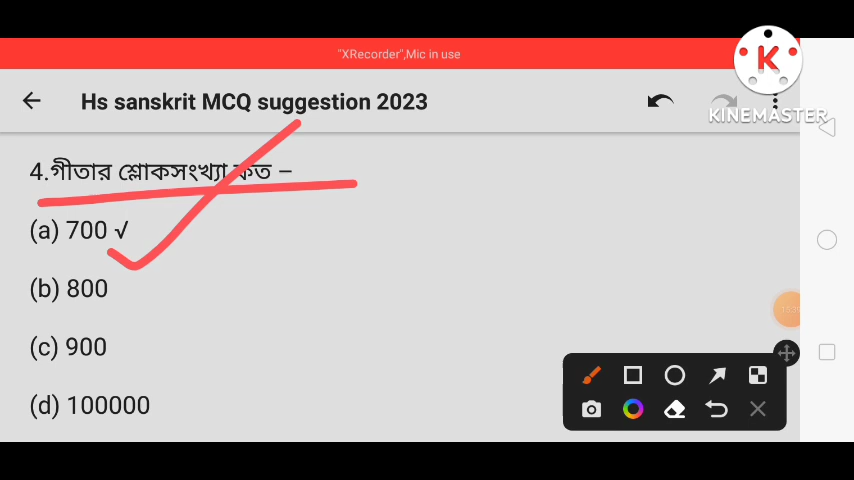 "XRecorder",Mic in use
Hs sanskrit MCQ suggestion 2023
K
KINEMASTER
4.গীতার শ্লোকসংখ্যা কত –
(a) 700 √
(b) 800
(c) 900
(d) 100000